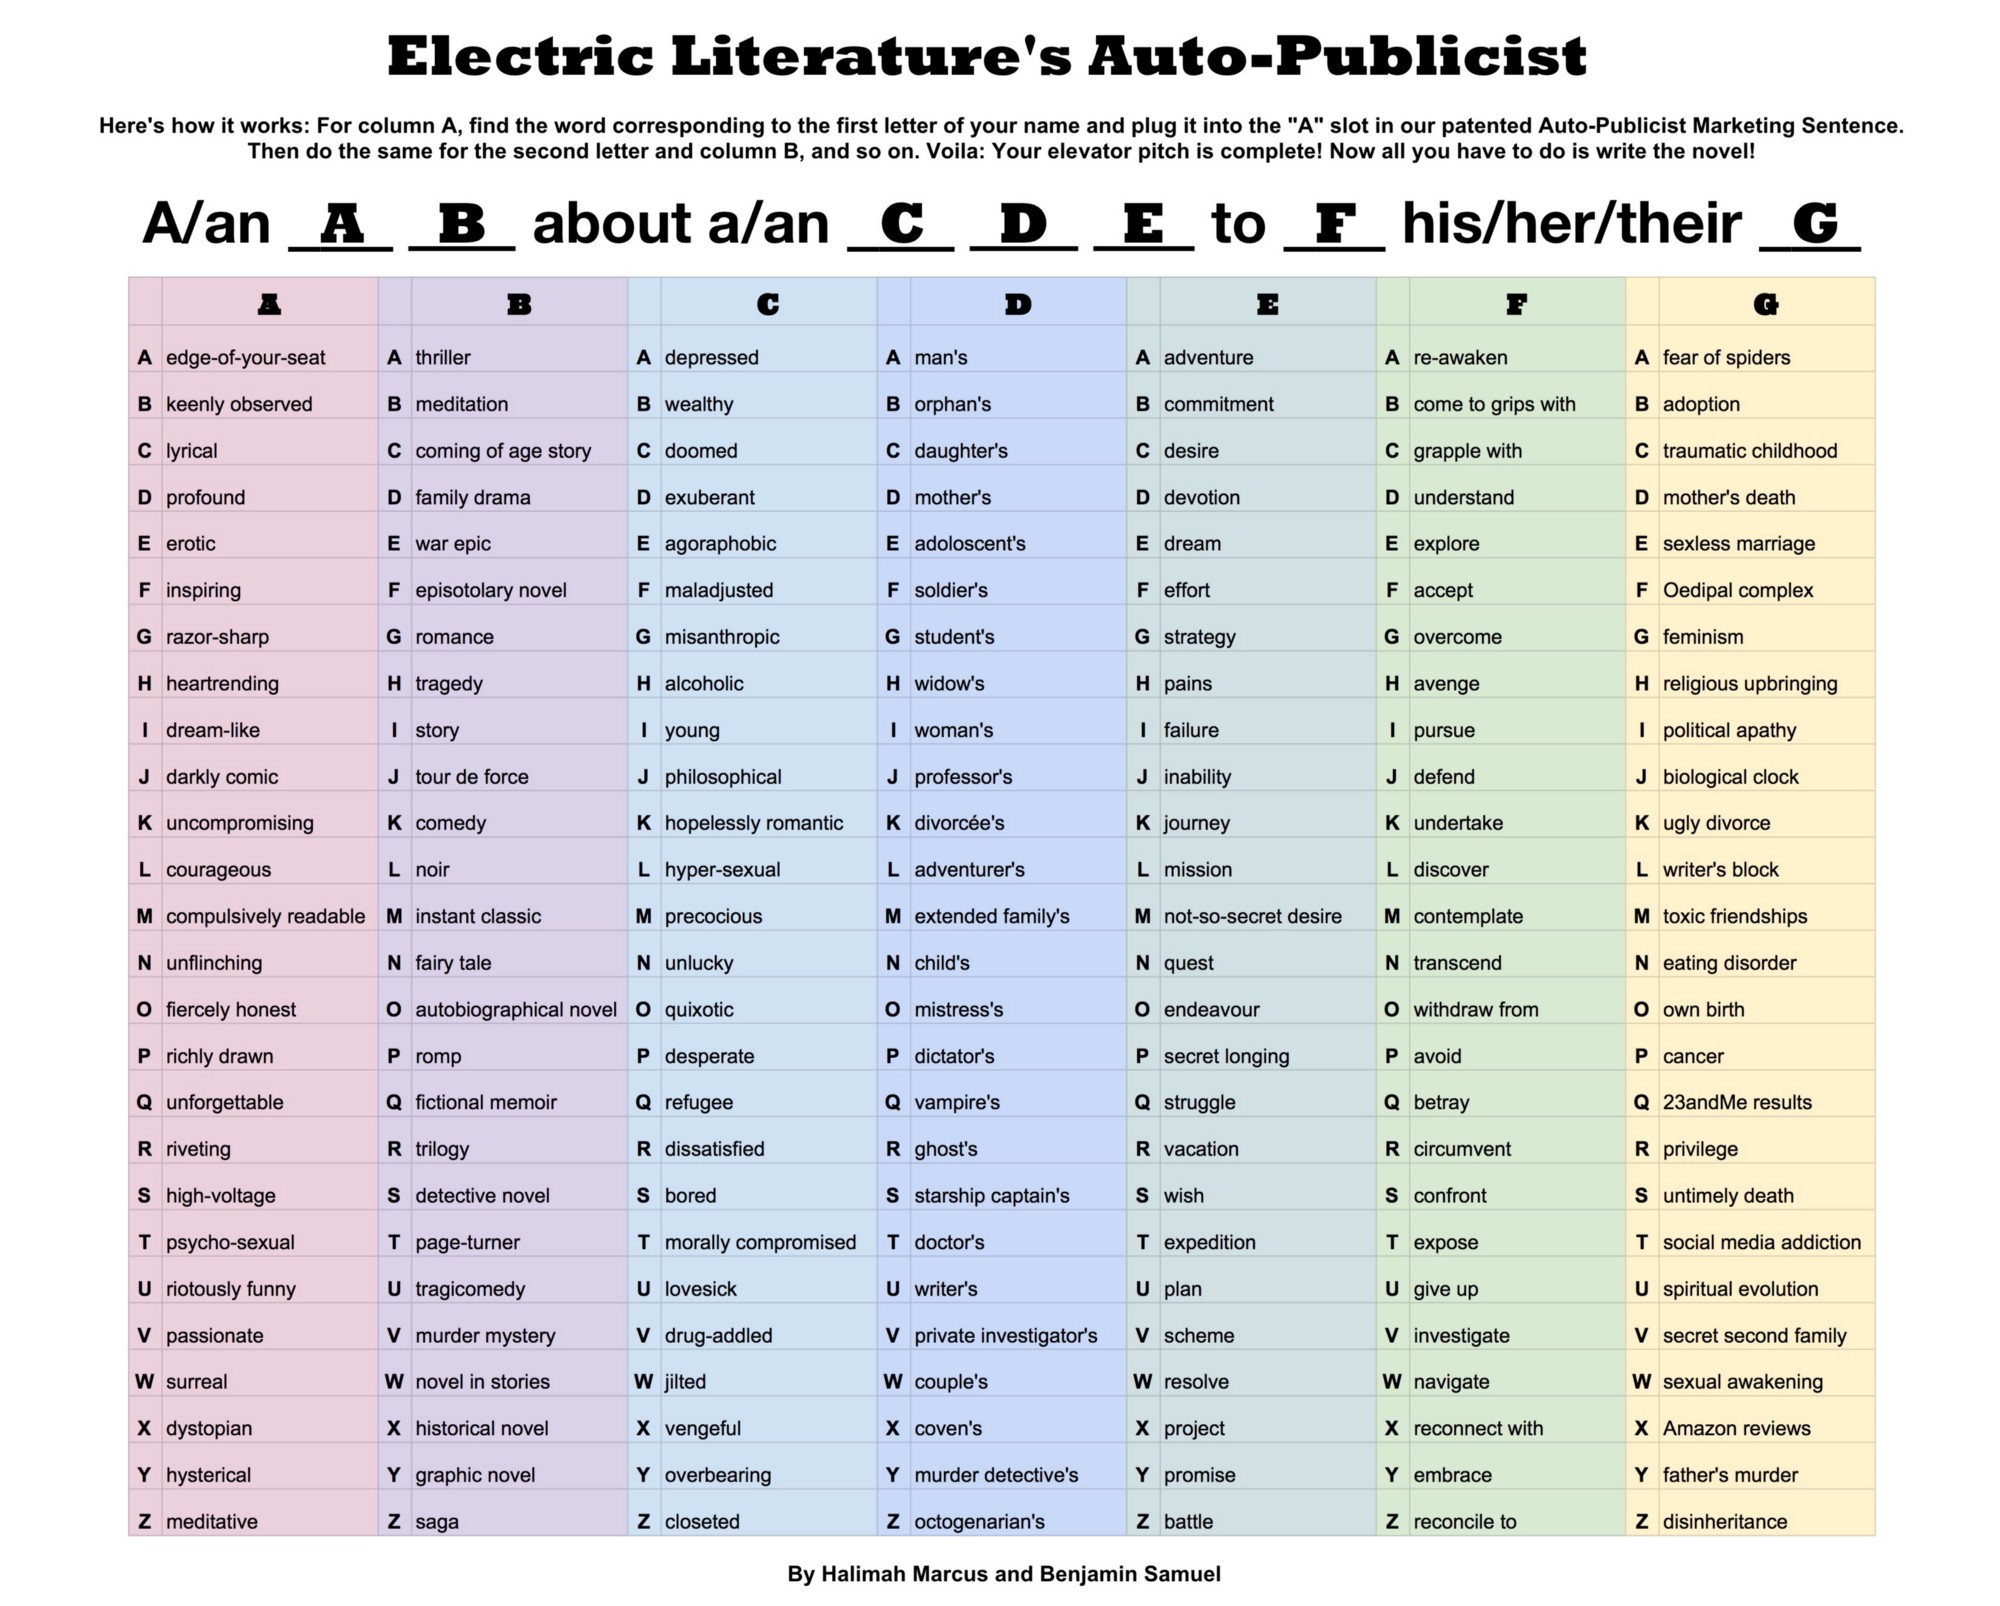 Electric Literature's Auto-Publicist
Here's how it works: For column A, find the word corresponding to the first letter of your name and plug it into the "A" slot in our patented Auto-Publicist Marketing Sentence.
Then do the same for the second letter and column B, and so on. Voila: Your elevator pitch is complete! Now all you have to do is write the novel!
A/an A B about a/an C D E to F his/her/their G
A B C D E F G
A edge-of-your-seat A thriller A depressed A man's A adventure A re-awaken A fear of spiders
B keenly observed B meditation B wealthy B orphan's B commitment B come to grips with B adoption
C lyrical C coming of age story C doomed C daughter's C desire C grapple with C traumatic childhood
D profound D family drama D exuberant D mother's D devotion D understand D mother's death
E erotic E war epic E agoraphobic E adoloscent's E dream E explore E sexless marriage
F inspiring F episotolary novel F maladjusted F soldier's F effort F accept F Oedipal complex
G razor-sharp G romance G misanthropic G student's G strategy G overcome G feminism
H heartrending H tragedy H alcoholic H widow's H pains H avenge H religious upbringing
I dream-like I story I young I woman's I failure I pursue I political apathy
J darkly comic J tour de force J philosophical J professor's J inability J defend J biological clock
K uncompromising K comedy K hopelessly romantic K divorcée's K journey K undertake K ugly divorce
L courageous L noir L hyper-sexual L adventurer's L mission L discover L writer's block
M compulsively readable M instant classic M precocious M extended family's M not-so-secret desire M contemplate M toxic friendships
N unflinching N fairy tale N unlucky N child's N quest N transcend N eating disorder
O fiercely honest O autobiographical novel O quixotic O mistress's O endeavour O withdraw from O own birth
P richly drawn P romp P desperate P dictator's P secret longing P avoid P cancer
Q unforgettable Q fictional memoir Q refugee Q vampire's Q struggle Q betray Q 23andMe results
R riveting R trilogy R dissatisfied R ghost's R vacation R circumvent R privilege
S high-voltage S detective novel S bored S starship captain's S wish S confront S untimely death
T psycho-sexual T page-turner T morally compromised T doctor's T expedition T expose T social media addiction
U riotously funny U tragicomedy U lovesick U writer's U plan U give up U spiritual evolution
V passionate V murder mystery V drug-addled V private investigator's V scheme V investigate V secret second family
W surreal W novel in stories W jilted W couple's W resolve W navigate W sexual awakening
X dystopian X historical novel X vengeful X coven's X project X reconnect with X Amazon reviews
Y hysterical Y graphic novel Y overbearing Y murder detective's Y promise Y embrace Y father's murder
Z meditative Z saga Z closeted Z octogenarian's Z battle Z reconcile to Z disinheritance
By Halimah Marcus and Benjamin Samuel